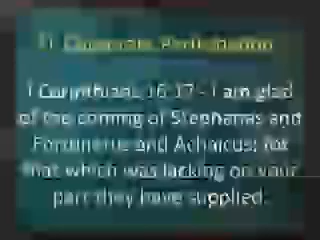 I Corinthians 16:17 - I am glad
of the coming of Stephanas and
Fortunatus and Achaicus: for
that which was lacking on your
part they have supplied.